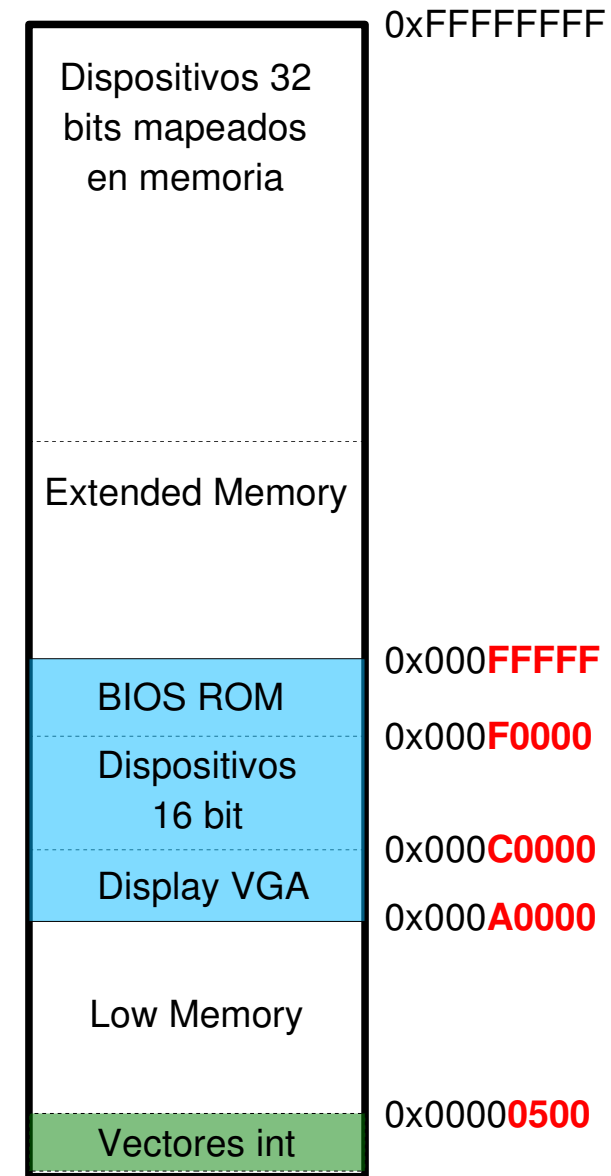 0xFFFFFFFF
Dispositivos 32
bits mapeados
en memoria
Extended Memory
0x000FFFFF
BIOS ROM
0x000F0000
Dispositivos
16 bit
0x000C0000
Display VGA
0x000A0000
Low Memory
0x00000500
Vectores int